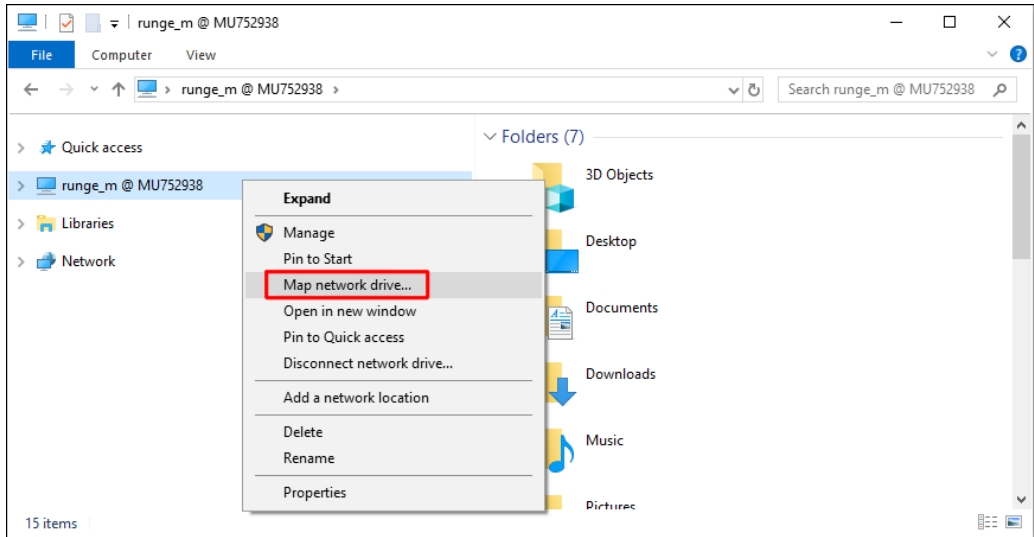 runge_m @ MU752938
File Computer View
runge_m @ MU752938
Search runge_m @ MU752938
Quick access
runge_m @ MU752938
Libraries
Network
Expand
Manage
Pin to Start
Map network drive...
Open in new window
Pin to Quick access
Disconnect network drive...
Add a network location
Delete
Rename
Properties
Folders (7)
3D Objects
Desktop
Documents
Downloads
Music
Pictures
15 items